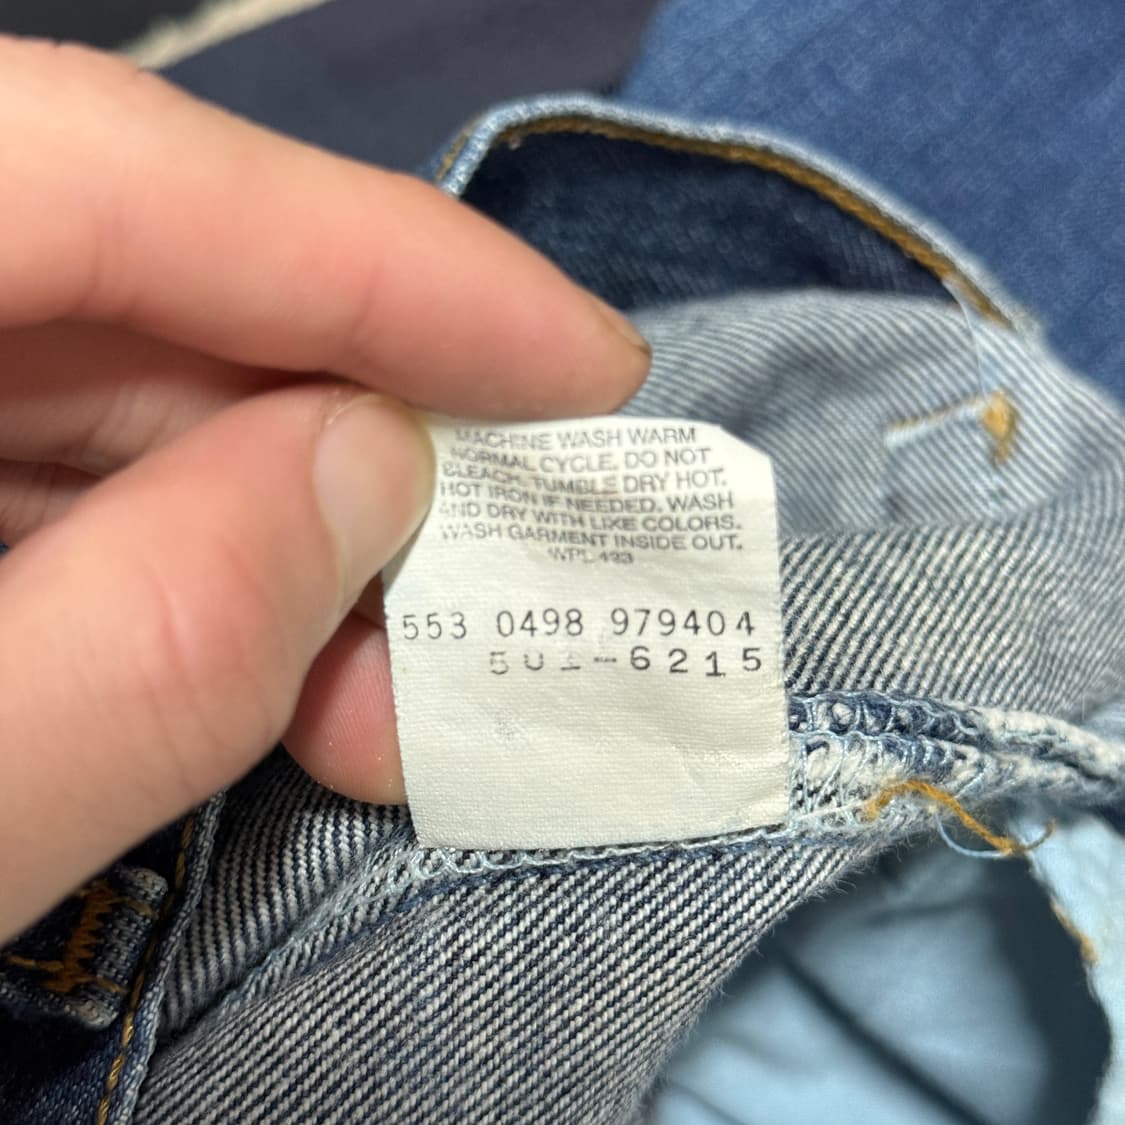 MACHINE WASH WARM
NORMAL CYCLE. DO NOT
BLEACH. TUMBLE DRY HOT.
HOT IRON IF NEEDED. WASH
AND DRY WITH LIKE COLORS.
WASH GARMENT INSIDE OUT.
WPL 423
553 0498 979404
501-6215